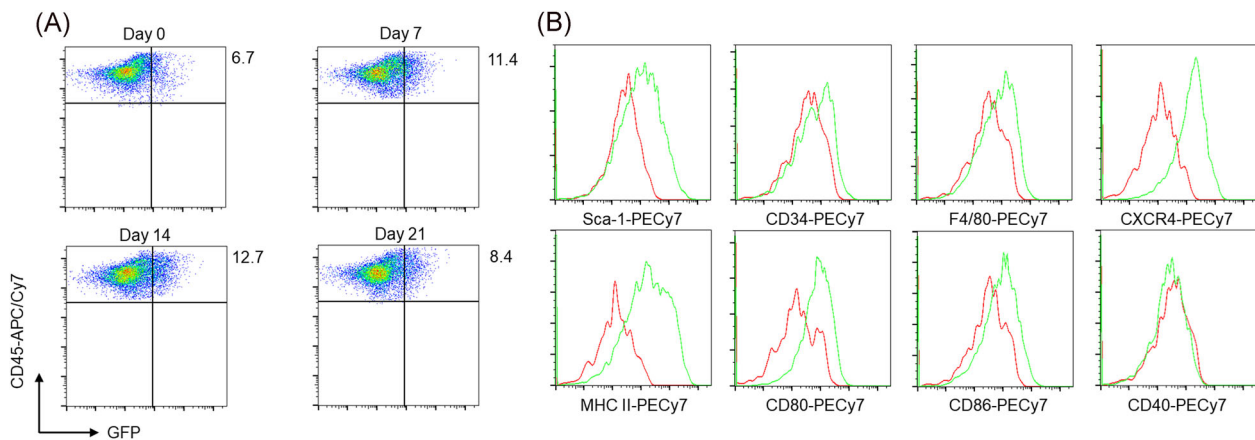 (A)
Day 0
6.7
Day 7
11.4
Day 14
12.7
Day 21
8.4
CD45-APC/Cy7
GFP
(B)
Sca-1-PECy7
CD34-PECy7
F4/80-PECy7
CXCR4-PECy7
MHC II-PECy7
CD80-PECy7
CD86-PECy7
CD40-PECy7